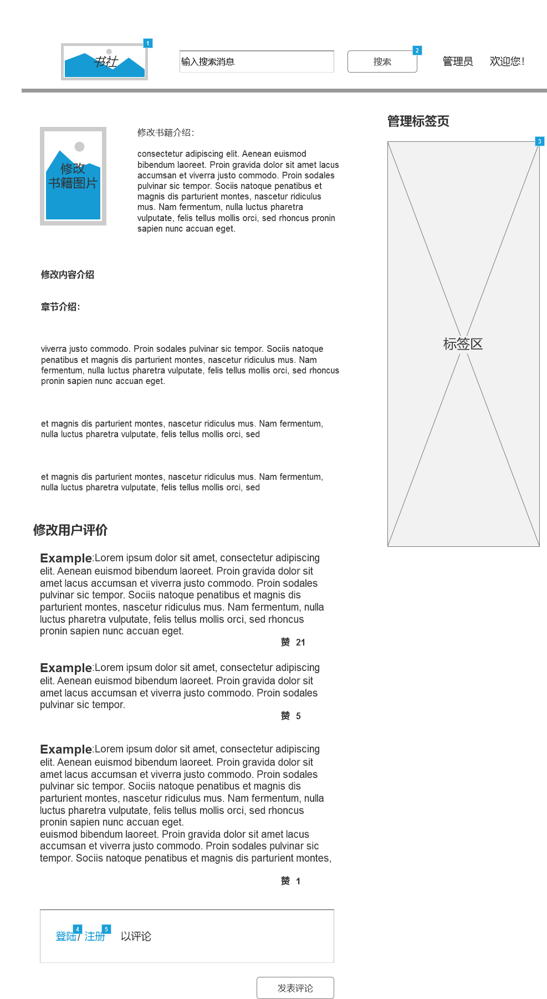 书社
1
输入搜索消息
搜索
2
管理员 欢迎您！
管理标签页
3
标签区
修改
书籍图片
修改书籍介绍：
consectetur adipiscing elit. Aenean euismod
bibendum laoreet. Proin gravida dolor sit amet lacus
accumsan et viverra justo commodo. Proin sodales
pulvinar sic tempor. Sociis natoque penatibus et
magnis dis parturient montes, nascetur ridiculus
mus. Nam fermentum, nulla luctus pharetra
vulputate, felis tellus mollis orci, sed rhoncus pronin
sapien nunc accuan eget.
修改内容介绍
章节介绍：
viverra justo commodo. Proin sodales pulvinar sic tempor. Sociis natoque
penatibus et magnis dis parturient montes, nascetur ridiculus mus. Nam
fermentum, nulla luctus pharetra vulputate, felis tellus mollis orci, sed rhoncus
pronin sapien nunc accuan eget.
et magnis dis parturient montes, nascetur ridiculus mus. Nam fermentum,
nulla luctus pharetra vulputate, felis tellus mollis orci, sed
et magnis dis parturient montes, nascetur ridiculus mus. Nam fermentum,
nulla luctus pharetra vulputate, felis tellus mollis orci, sed
修改用户评价
Example:Lorem ipsum dolor sit amet, consectetur adipiscing
elit. Aenean euismod bibendum laoreet. Proin gravida dolor sit
amet lacus accumsan et viverra justo commodo. Proin sodales
pulvinar sic tempor. Sociis natoque penatibus et magnis dis
parturient montes, nascetur ridiculus mus. Nam fermentum, nulla
luctus pharetra vulputate, felis tellus mollis orci, sed rhoncus
pronin sapien nunc accuan eget.
赞 21
Example:Lorem ipsum dolor sit amet, consectetur adipiscing
elit. Aenean euismod bibendum laoreet. Proin gravida dolor sit
amet lacus accumsan et viverra justo commodo. Proin sodales
pulvinar sic tempor.
赞 5
Example:Lorem ipsum dolor sit amet, consectetur adipiscing
elit. Aenean euismod bibendum laoreet. Proin gravida dolor sit
amet lacus accumsan et viverra justo commodo. Proin sodales
pulvinar sic tempor. Sociis natoque penatibus et magnis dis
parturient montes, nascetur ridiculus mus. Nam fermentum, nulla
luctus pharetra vulputate, felis tellus mollis orci, sed rhoncus
pronin sapien nunc accuan eget.
euismod bibendum laoreet. Proin gravida dolor sit amet lacus
accumsan et viverra justo commodo. Proin sodales pulvinar sic
tempor. Sociis natoque penatibus et magnis dis parturient montes,
赞 1
4 5
登陆/ 注册 以评论
发表评论